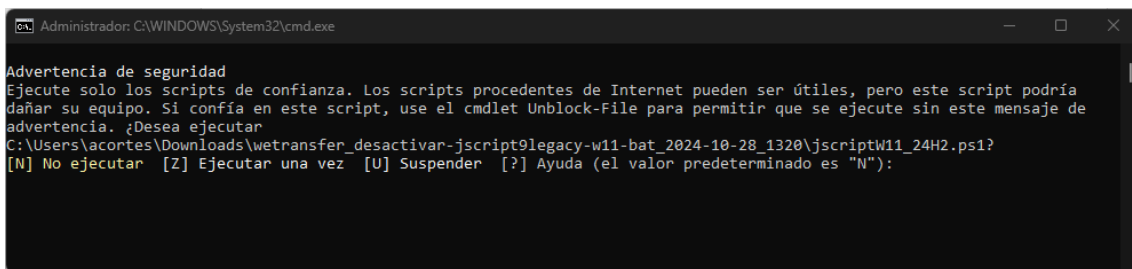 Administrador: C:\WINDOWS\System32\cmd.exe
Advertencia de seguridad
Ejecute solo los scripts de confianza. Los scripts procedentes de Internet pueden ser útiles, pero este script podría
dañar su equipo. Si confía en este script, use el cmdlet Unblock-File para permitir que se ejecute sin este mensaje de
advertencia. ¿Desea ejecutar
C:\Users\acortes\Downloads\wetransfer_desactivar-jscript9legacy-w11-bat_2024-10-28_1320\jscriptW11_24H2.ps1?
[N] No ejecutar  [Z] Ejecutar una vez  [U] Suspender  [?] Ayuda (el valor predeterminado es "N"):